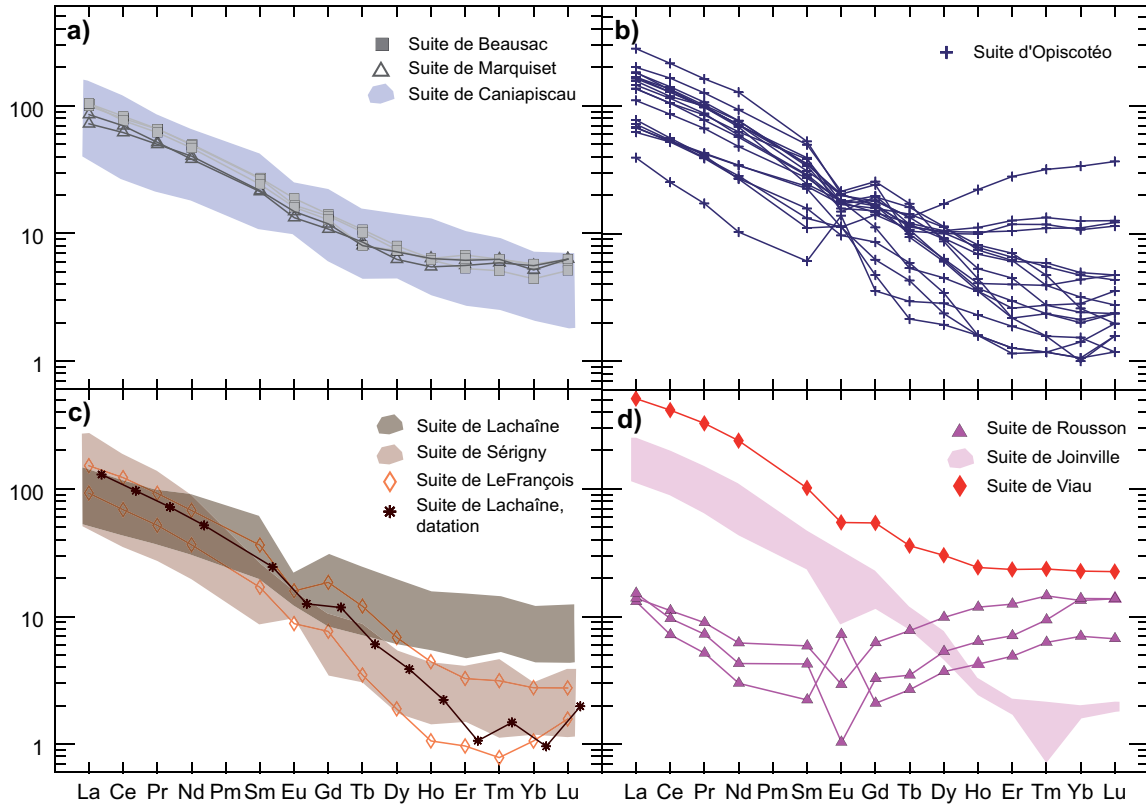 a)
Suite de Beausac
Suite de Marquiset
Suite de Caniapiscau
100
10
1
b)
Suite d'Opiscotéo
c)
Suite de Lachaîne
Suite de Sérigny
Suite de LeFrançois
Suite de Lachaîne,
datation
100
10
1
La Ce Pr Nd Pm Sm Eu Gd Tb Dy Ho Er Tm Yb Lu
d)
Suite de Rousson
Suite de Joinville
Suite de Viau
La Ce Pr Nd Pm Sm Eu Gd Tb Dy Ho Er Tm Yb Lu